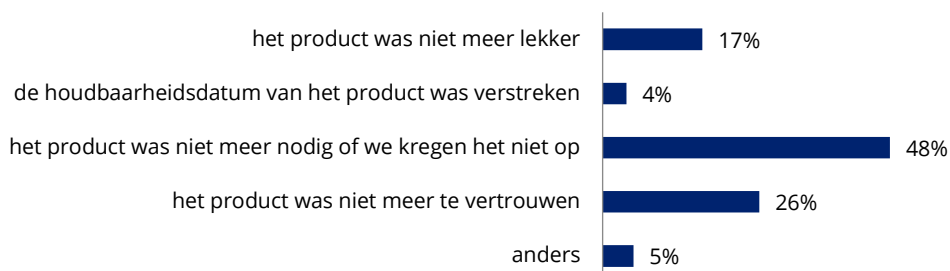 het product was niet meer lekker 17%
de houdbaarheidsdatum van het product was verstreken 4%
het product was niet meer nodig of we kregen het niet op 48%
het product was niet meer te vertrouwen 26%
anders 5%